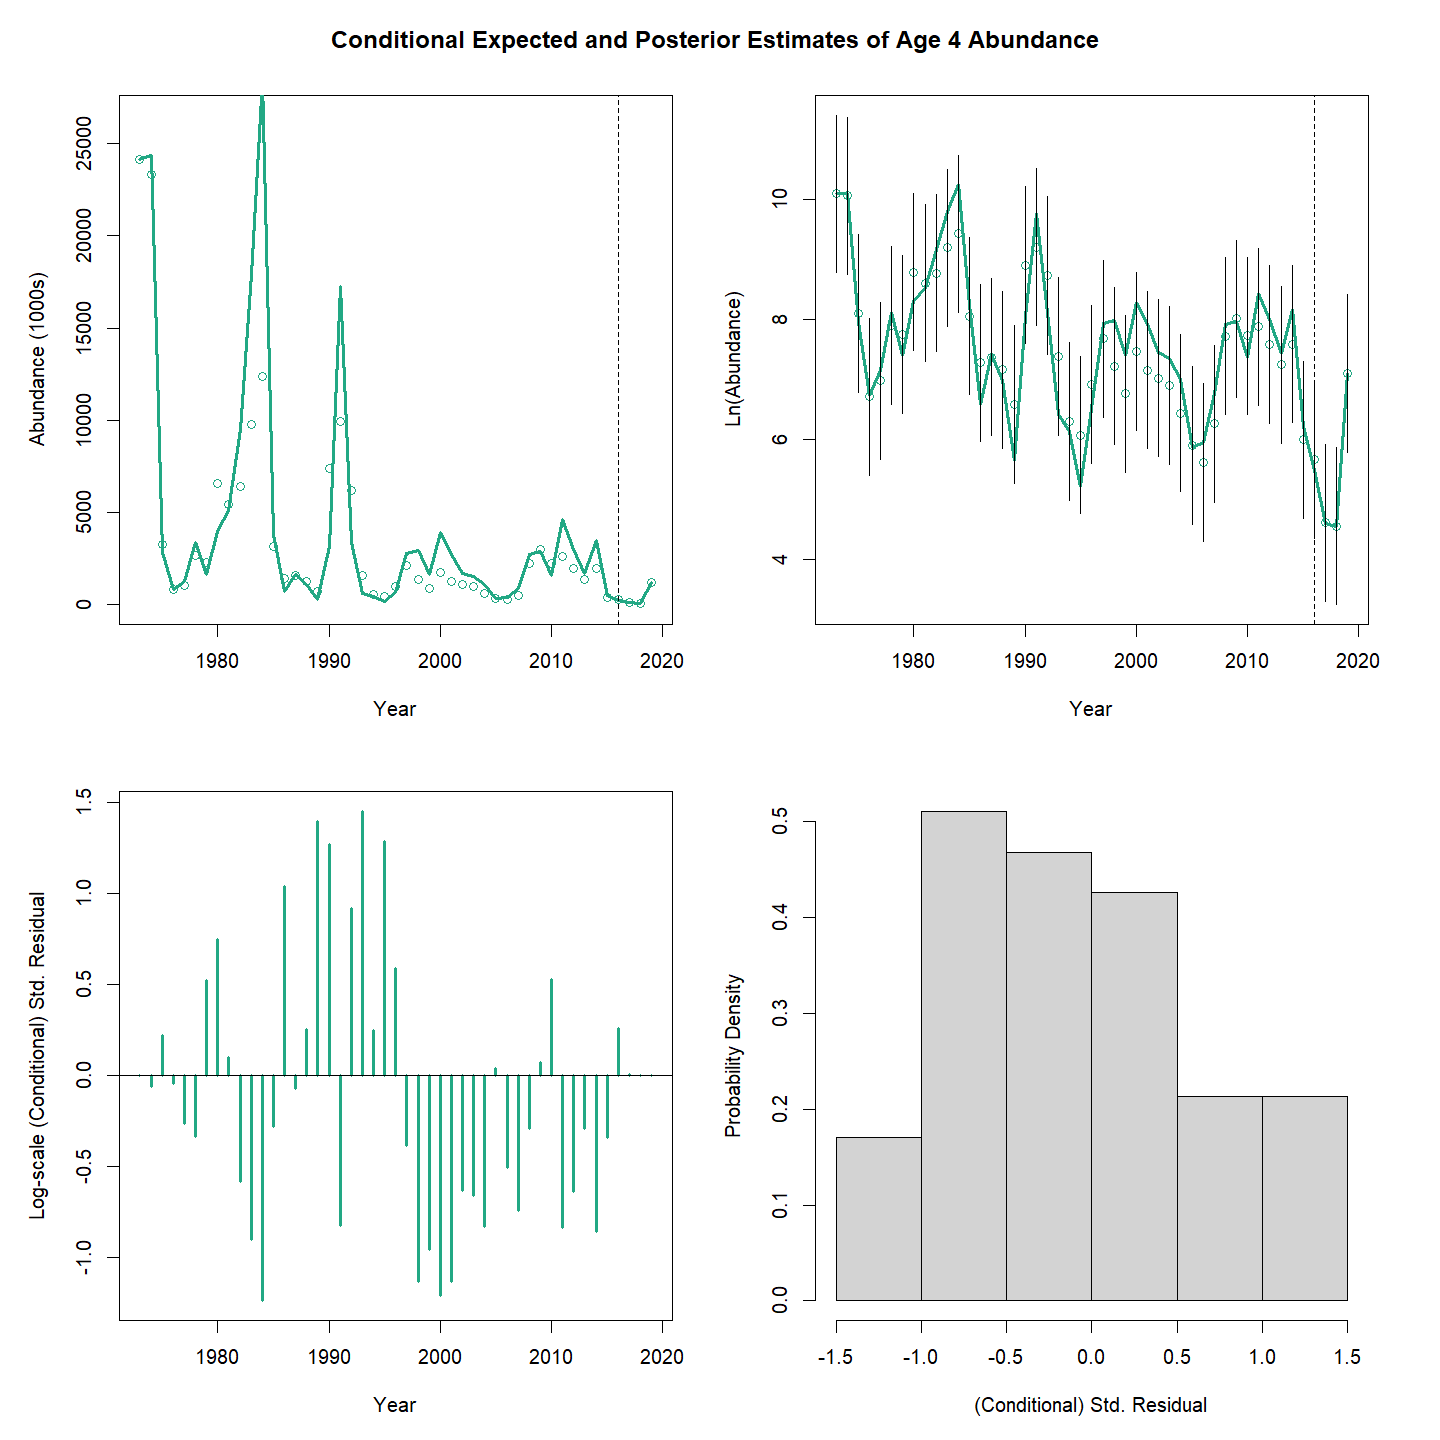 Conditional Expected and Posterior Estimates of Age 4 Abundance
Abundance (1000s)
25000
20000
15000
10000
5000
0
1980 1990 2000 2010 2020
Year
Ln(Abundance)
10
8
6
4
1980 1990 2000 2010 2020
Year
Log-scale (Conditional) Std. Residual
1.5
1.0
0.5
0.0
-0.5
-1.0
1980 1990 2000 2010 2020
Year
Probability Density
0.5
0.4
0.3
0.2
0.1
0.0
-1.5 -1.0 -0.5 0.0 0.5 1.0 1.5
(Conditional) Std. Residual